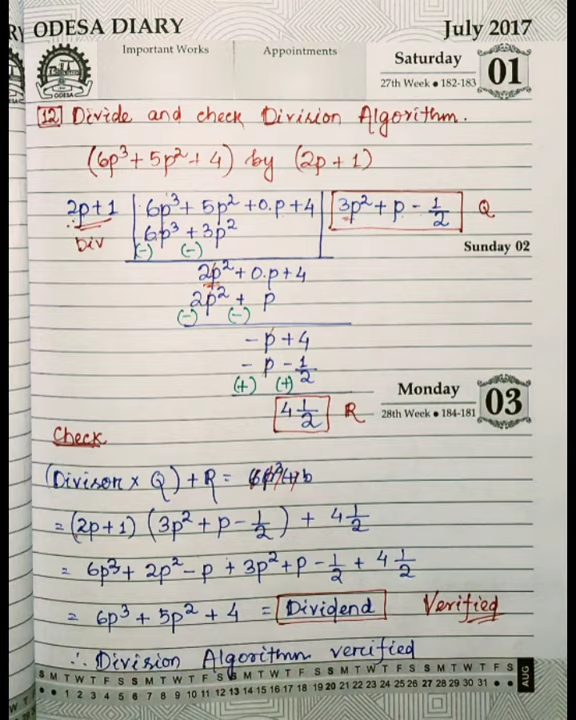 ODESA DIARY
July 2017
Important Works
Appointments
Saturday
01
27th Week • 182-183
ODESA
12 Divide and check Division Algorithm.
(6p³ + 5p² + 4) by (2p + 1)
2p+1 | 6p³ + 5p² + 0.p + 4 | 3p² + p - 1/2 Q
Div 6p³ + 3p²
(-) (-)
Sunday 02
2p² + 0.p + 4
2p² + p
(-) (-)
- p + 4
- p - 1/2
(+) (+)
4 1/2 R
Monday
03
28th Week • 184-181
Check
(Divison × Q) + R =
= (2p+1) (3p² + p - 1/2) + 4 1/2
= 6p³ + 2p² - p + 3p² + p - 1/2 + 4 1/2
= 6p³ + 5p² + 4 = Dividend Verified
∴ Division Algorithm vercified
S M T W T F S S M T W T F S S M T W T F S S M T W T F S S M T W T F S
• • 1 2 3 4 5 6 7 8 9 10 11 12 13 14 15 16 17 18 19 20 21 22 23 24 25 26 27 28 29 30 31 • •
AUG